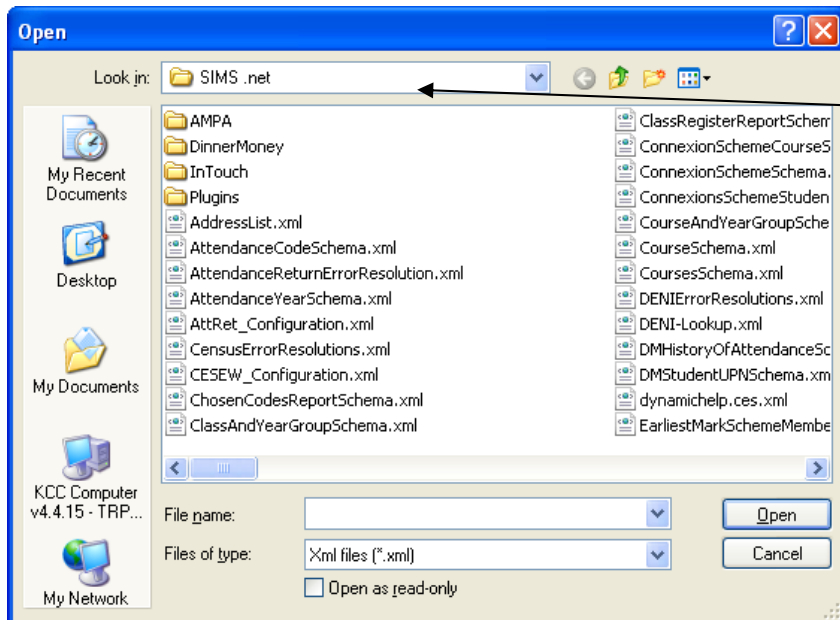 Open
Look in: SIMS .net
My Recent
Documents
Desktop
My Documents
KCC Computer
v4.4.15 - TRP...
My Network
AMPA
DinnerMoney
InTouch
Plugins
AddressList.xml
AttendanceCodeSchema.xml
AttendanceReturnErrorResolution.xml
AttendanceYearSchema.xml
AttRet_Configuration.xml
CensusErrorResolutions.xml
CESEW_Configuration.xml
ChosenCodesReportSchema.xml
ClassAndYearGroupSchema.xml
ClassRegisterReportSchem
ConnexionSchemeCourseS
ConnexionSchemeSchema.
ConnexionsSchemeStuden
CourseAndYearGroupSche
CourseSchema.xml
CoursesSchema.xml
DENIErrorResolutions.xml
DENI-Lookup.xml
DMHistoryOfAttendanceSc
DMStudentUPNSchema.xm
dynamichelp.ces.xml
EarliestMarkSchemeMembe
File name:
Open
Files of type: Xml files (*.xml)
Cancel
Open as read-only